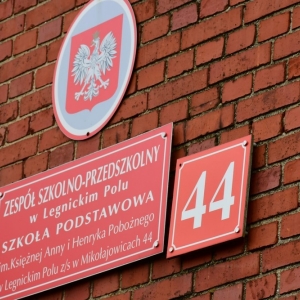 ZESPÓŁ SZKOLNO-PRZEDSZKOLNY
w Legnickim Polu
SZKOŁA PODSTAWOWA
im.Księżnej Anny i Henryka Pobożnego
w Legnickim Polu z/s w Mikołajowicach 44
44